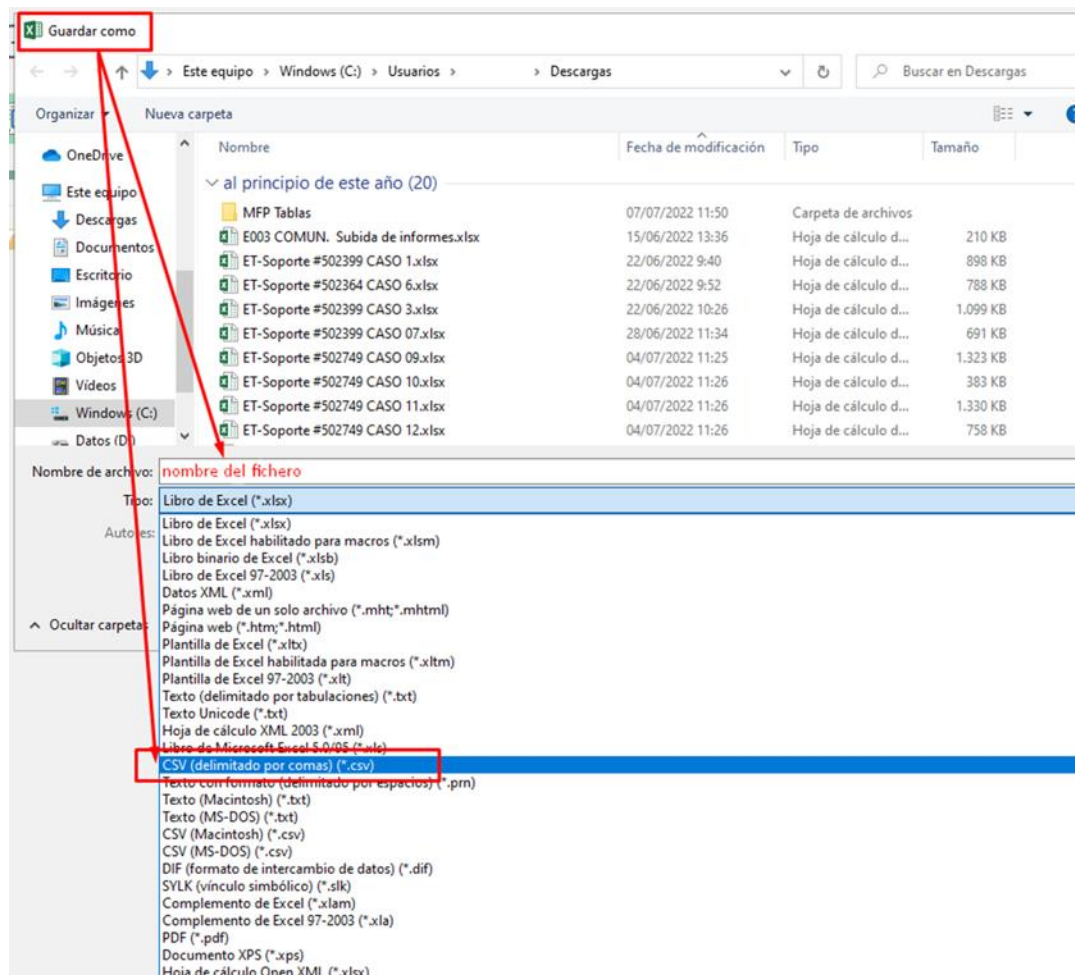 Guardar como
Este equipo > Windows (C:) > Usuarios > > Descargas
Buscar en Descargas
Organizar
Nueva carpeta
Nombre
Fecha de modificación
Tipo
Tamaño
OneDrive
Este equipo
Descargas
Documentos
Escritorio
Imágenes
Música
Objetos 3D
Vídeos
Windows (C:)
Datos (D:)
al principio de este año (20)
MFP Tablas 07/07/2022 11:50 Carpeta de archivos
E003 COMUN. Subida de informes.xlsx 15/06/2022 13:36 Hoja de cálculo d... 210 KB
ET-Soporte #502399 CASO 1.xlsx 22/06/2022 9:40 Hoja de cálculo d... 898 KB
ET-Soporte #502364 CASO 6.xlsx 22/06/2022 9:52 Hoja de cálculo d... 788 KB
ET-Soporte #502399 CASO 3.xlsx 22/06/2022 10:26 Hoja de cálculo d... 1.099 KB
ET-Soporte #502399 CASO 07.xlsx 28/06/2022 11:34 Hoja de cálculo d... 691 KB
ET-Soporte #502749 CASO 09.xlsx 04/07/2022 11:25 Hoja de cálculo d... 1.323 KB
ET-Soporte #502749 CASO 10.xlsx 04/07/2022 11:26 Hoja de cálculo d... 383 KB
ET-Soporte #502749 CASO 11.xlsx 04/07/2022 11:26 Hoja de cálculo d... 1.330 KB
ET-Soporte #502749 CASO 12.xlsx 04/07/2022 11:26 Hoja de cálculo d... 758 KB
Nombre de archivo: nombre del fichero
Tipo: Libro de Excel (*.xlsx)
Autores:
Ocultar carpetas
Libro de Excel (*.xlsx)
Libro de Excel habilitado para macros (*.xlsm)
Libro binario de Excel (*.xlsb)
Libro de Excel 97-2003 (*.xls)
Datos XML (*.xml)
Página web de un solo archivo (*.mht;*.mhtml)
Página web (*.htm;*.html)
Plantilla de Excel (*.xltx)
Plantilla de Excel habilitada para macros (*.xltm)
Plantilla de Excel 97-2003 (*.xlt)
Texto (delimitado por tabulaciones) (*.txt)
Texto Unicode (*.txt)
Hoja de cálculo XML 2003 (*.xml)
Libro de Microsoft Excel 5.0/95 (*.xls)
CSV (delimitado por comas) (*.csv)
Texto con formato (delimitado por espacios) (*.prn)
Texto (Macintosh) (*.txt)
Texto (MS-DOS) (*.txt)
CSV (Macintosh) (*.csv)
CSV (MS-DOS) (*.csv)
DIF (formato de intercambio de datos) (*.dif)
SYLK (vínculo simbólico) (*.slk)
Complemento de Excel (*.xlam)
Complemento de Excel 97-2003 (*.xla)
PDF (*.pdf)
Documento XPS (*.xps)
Hoja de cálculo Open XML (*.xlsx)